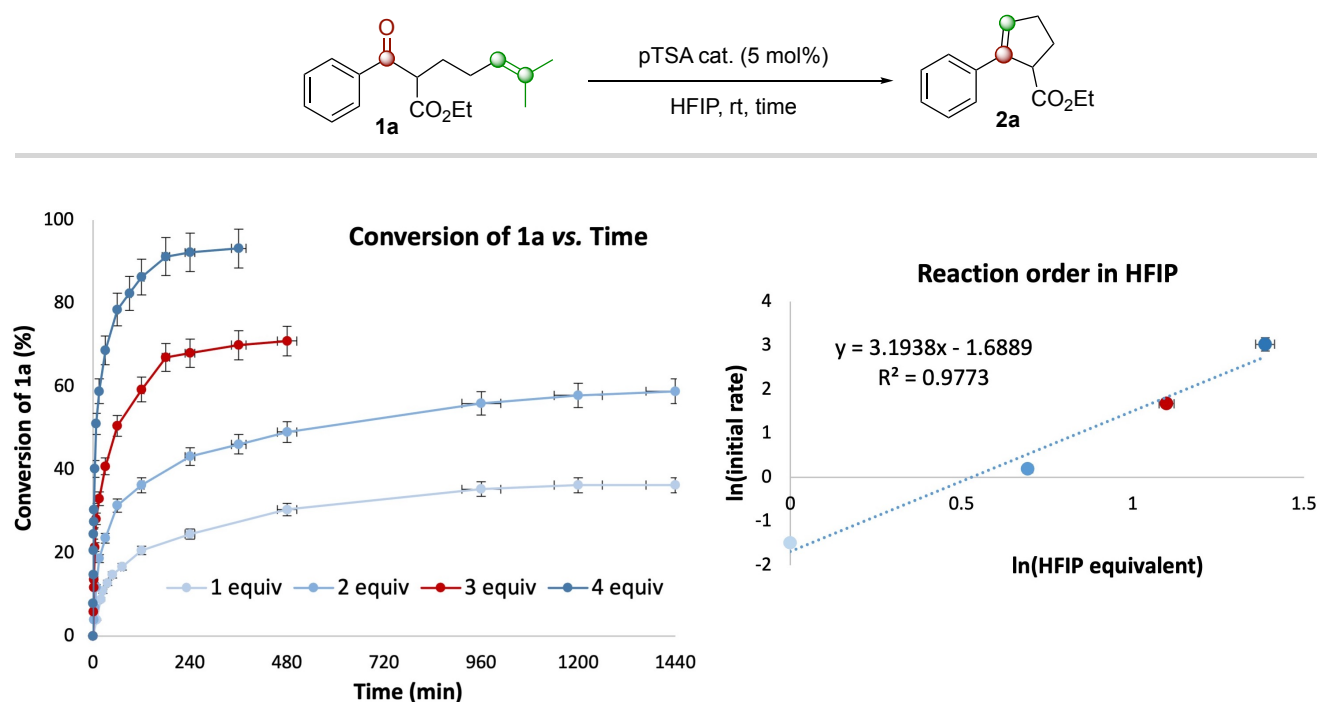 O
CO₂Et
1a
pTSA cat. (5 mol%)
HFIP, rt, time
CO₂Et
2a
Conversion of 1a vs. Time
Conversion of 1a (%)
100
80
60
40
20
0
0 240 480 720 960 1200 1440
Time (min)
1 equiv 2 equiv 3 equiv 4 equiv
Reaction order in HFIP
y = 3.1938x - 1.6889
R² = 0.9773
ln(initial rate)
4
3
2
1
0
-1
-2
0 0.5 1 1.5
ln(HFIP equivalent)